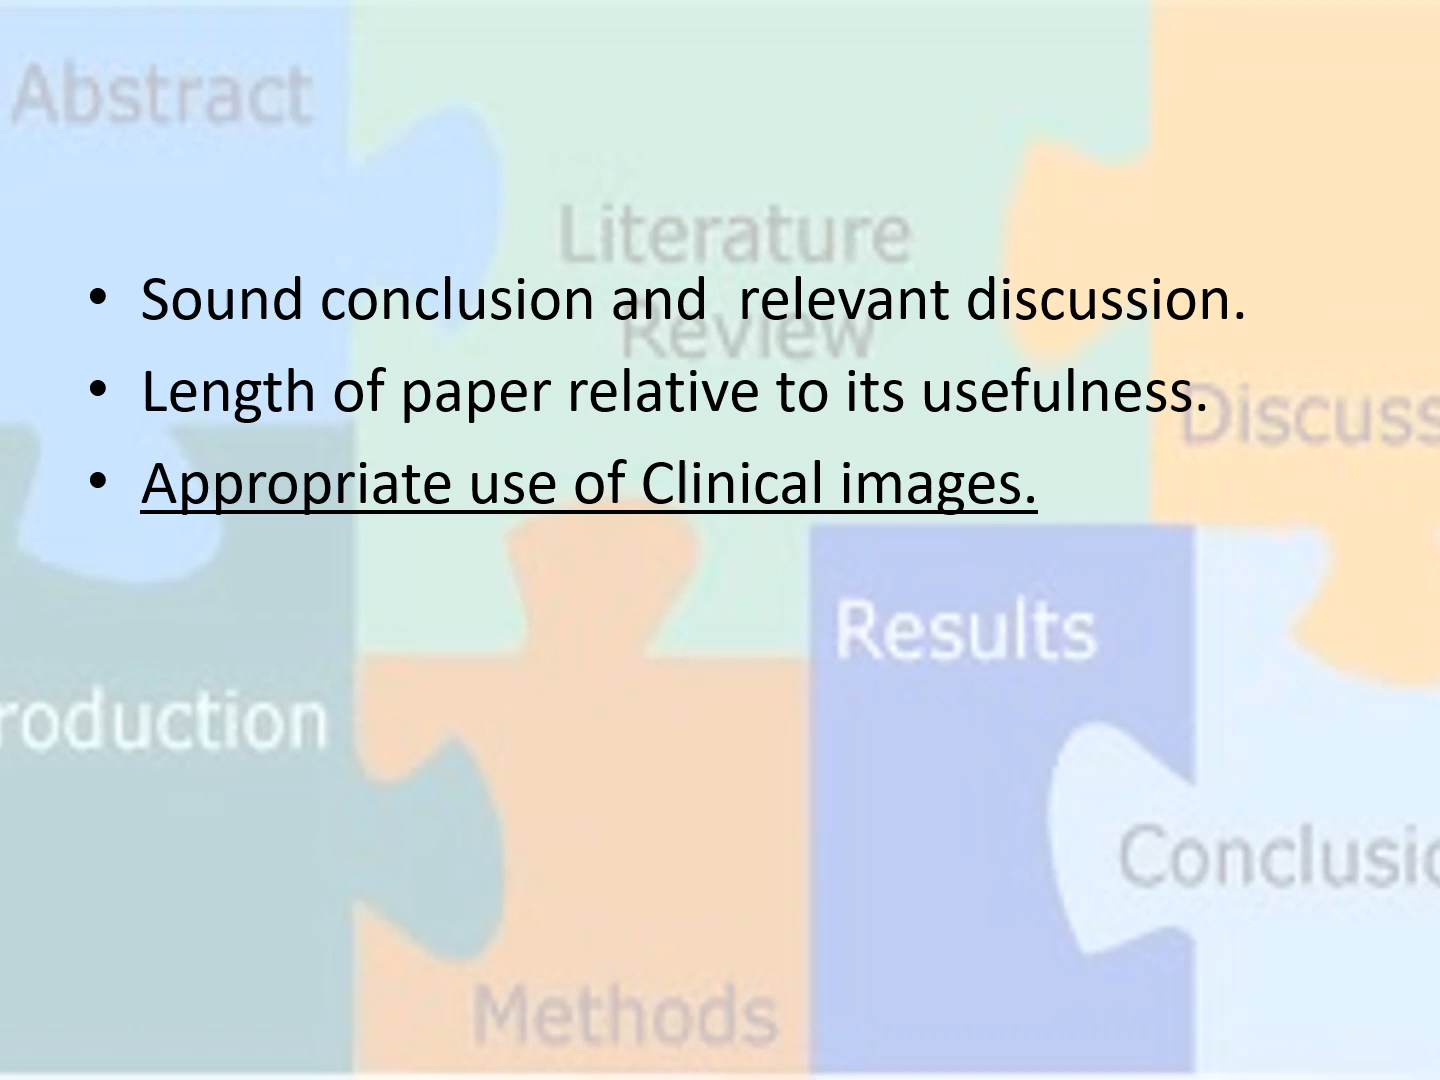 Abstract
Literature
Review
• Sound conclusion and  relevant discussion.
• Length of paper relative to its usefulness.
Discuss
• Appropriate use of Clinical images.
Results
roduction
Conclusio
Methods